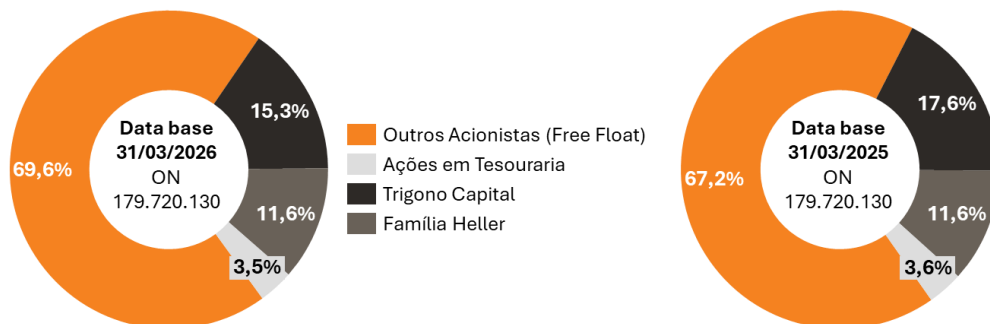 69,6%
15,3%
11,6%
3,5%
Data base
31/03/2026
ON
179.720.130
Outros Acionistas (Free Float)
Ações em Tesouraria
Trigono Capital
Família Heller
67,2%
17,6%
11,6%
3,6%
Data base
31/03/2025
ON
179.720.130